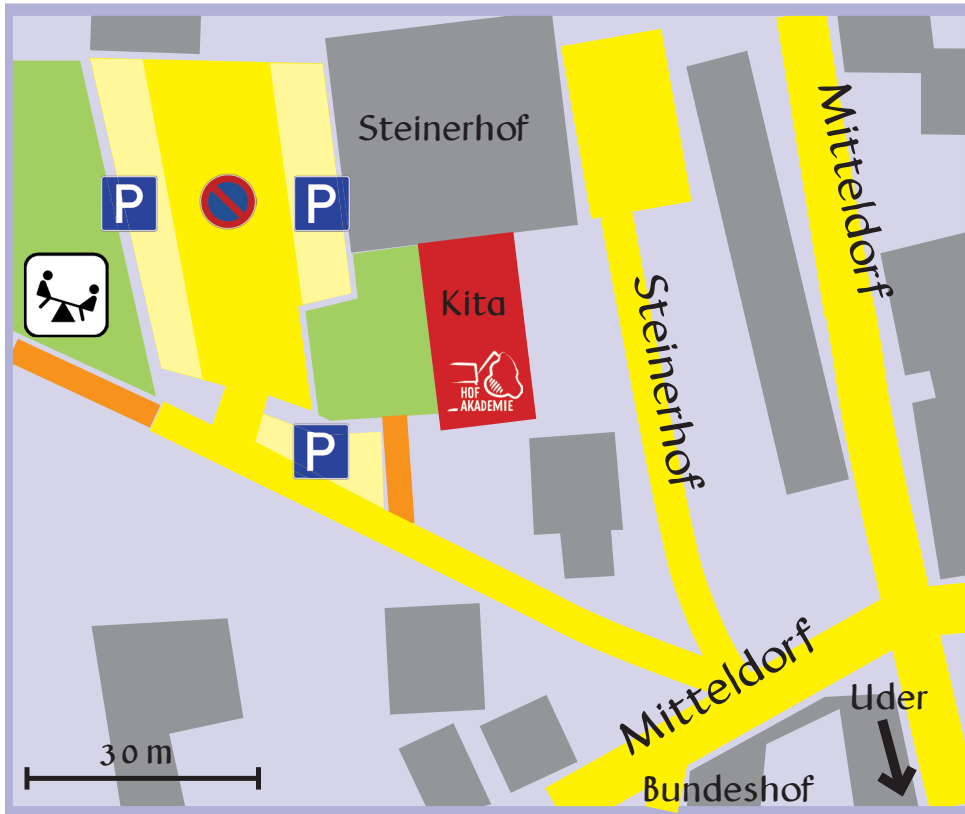 Steinerhof
Mitteldorf
P
P
Kita
Steinerhof
HOF
AKADEMIE
P
Mitteldorf
Uder
30 m
Bundeshof